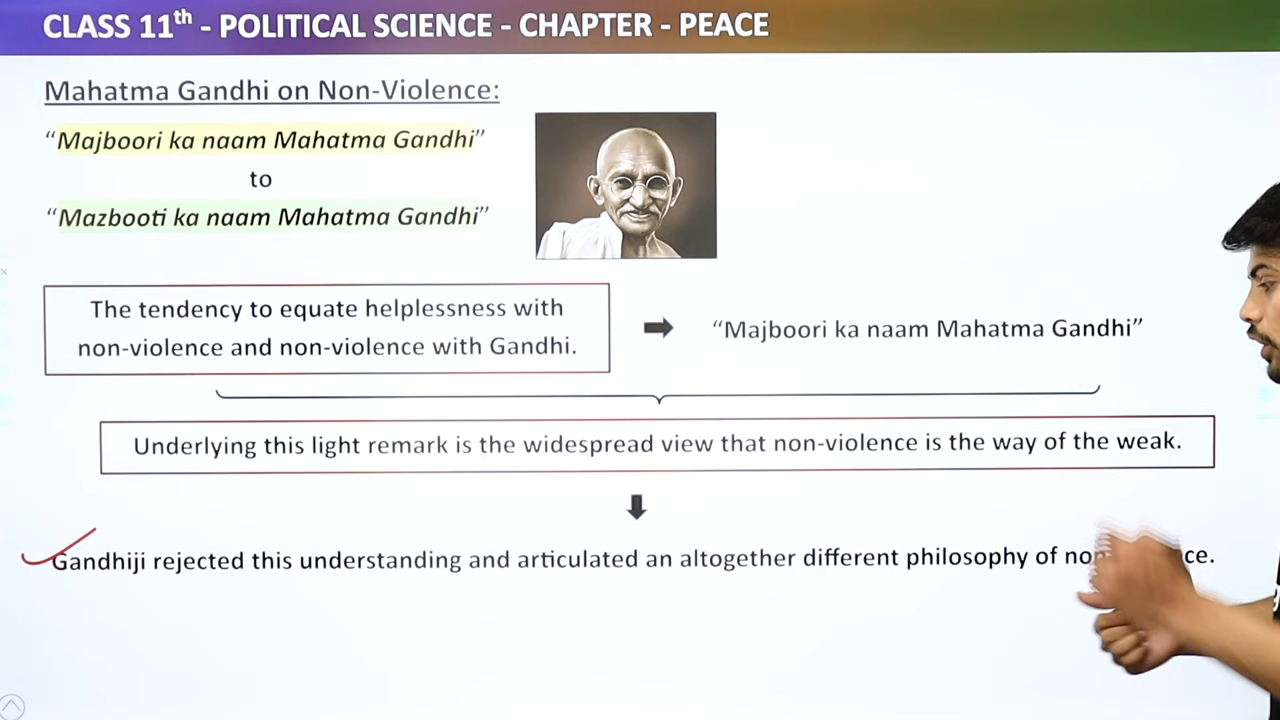 CLASS 11th - POLITICAL SCIENCE - CHAPTER - PEACE
Mahatma Gandhi on Non-Violence:
“Majboori ka naam Mahatma Gandhi”
to
“Mazbooti ka naam Mahatma Gandhi”
The tendency to equate helplessness with
non-violence and non-violence with Gandhi.
“Majboori ka naam Mahatma Gandhi”
Underlying this light remark is the widespread view that non-violence is the way of the weak.
Gandhiji rejected this understanding and articulated an altogether different philosophy of